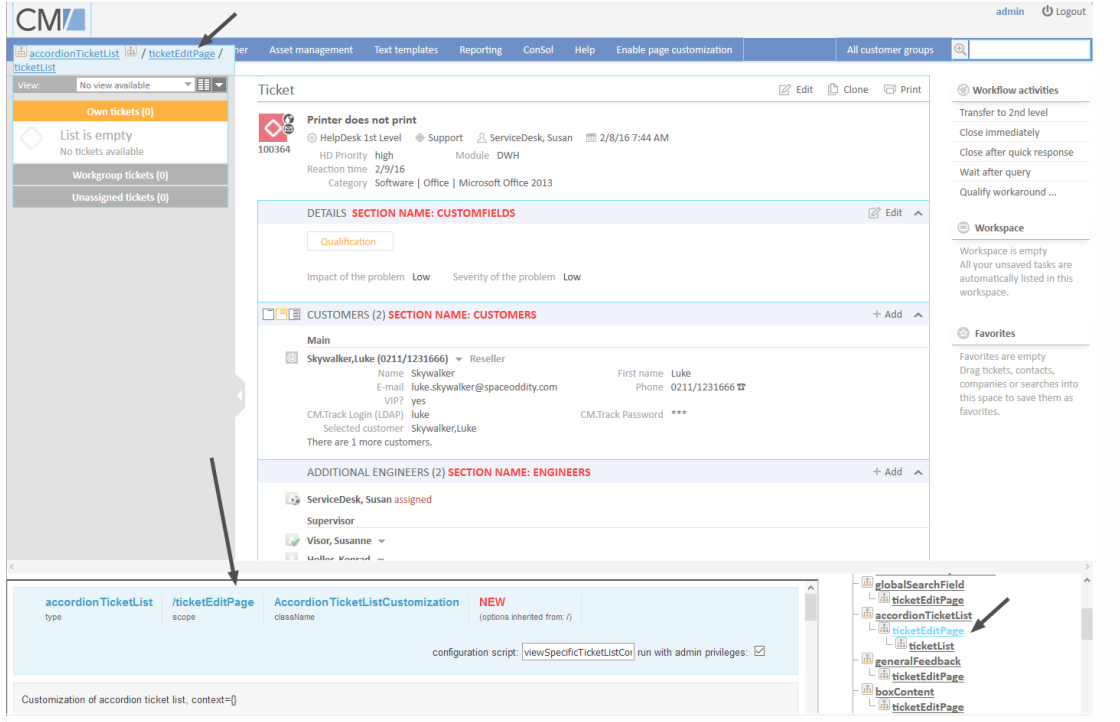 CM/
admin Logout
accordionTicketList / ticketEditPage /
ticketList
ner Asset management Text templates Reporting ConSol Help Enable page customization All customer groups
View: No view available
Own tickets (0)
List is empty
No tickets available
Workgroup tickets (0)
Unassigned tickets (0)
Ticket Edit Clone Print
Printer does not print
HelpDesk 1st Level Support ServiceDesk, Susan 2/8/16 7:44 AM
100364
HD Priority high Module DWH
Reaction time 2/9/16
Category Software | Office | Microsoft Office 2013
DETAILS SECTION NAME: CUSTOMFIELDS Edit
Qualification
Impact of the problem Low Severity of the problem Low
CUSTOMERS (2) SECTION NAME: CUSTOMERS + Add
Main
Skywalker,Luke (0211/1231666) Reseller
Name Skywalker First name Luke
E-mail luke.skywalker@spaceoddity.com Phone 0211/1231666
VIP? yes
CM.Track Login (LDAP) luke CM.Track Password ***
Selected customer Skywalker,Luke
There are 1 more customers.
ADDITIONAL ENGINEERS (2) SECTION NAME: ENGINEERS + Add
ServiceDesk, Susan assigned
Supervisor
Visor, Susanne
Holler, Konrad
Workflow activities
Transfer to 2nd level
Close immediately
Close after quick response
Wait after query
Qualify workaround ...
Workspace
Workspace is empty
All your unsaved tasks are
automatically listed in this
workspace.
Favorites
Favorites are empty
Drag tickets, contacts,
companies or searches into
this space to save them as
favorites.
accordionTicketList /ticketEditPage AccordionTicketListCustomization NEW
type scope className (options inherited from: /)
configuration script: viewSpecificTicketListCor run with admin privileges:
Customization of accordion ticket list, context={}
globalSearchField
ticketEditPage
accordionTicketList
ticketEditPage
ticketList
generalFeedback
ticketEditPage
boxContent
ticketEditPage